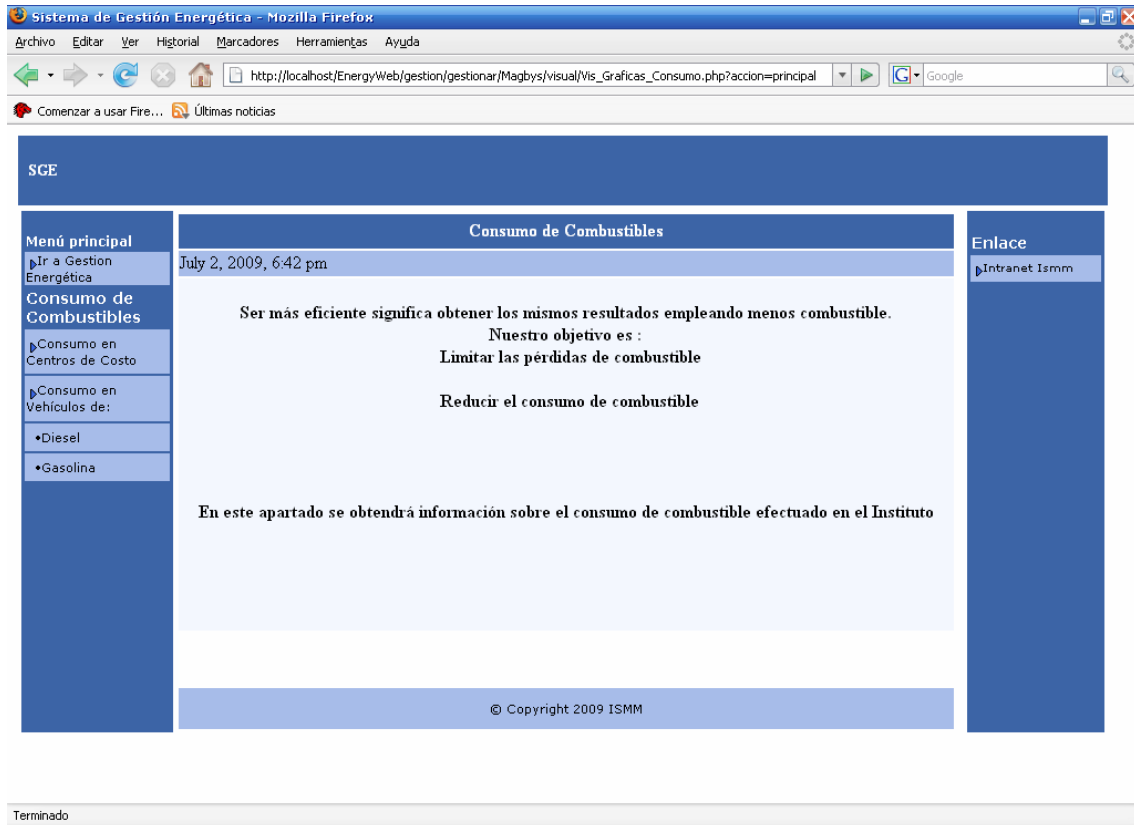 Sistema de Gestión Energética - Mozilla Firefox
Archivo Editar Ver Historial Marcadores Herramientas Ayuda
http://localhost/EnergyWeb/gestion/gestionar/Magbys/visual/Vis_Graficas_Consumo.php?accion=principal
G Google
Comenzar a usar Fire... Últimas noticias
SGE
Menú principal
Ir a Gestion
Energética
Consumo de
Combustibles
Consumo en
Centros de Costo
Consumo en
Vehículos de:
•Diesel
•Gasolina
Consumo de Combustibles
July 2, 2009, 6:42 pm
Ser más eficiente significa obtener los mismos resultados empleando menos combustible.
Nuestro objetivo es :
Limitar las pérdidas de combustible
Reducir el consumo de combustible
En este apartado se obtendrá información sobre el consumo de combustible efectuado en el Instituto
© Copyright 2009 ISMM
Enlace
Intranet Ismm
Terminado